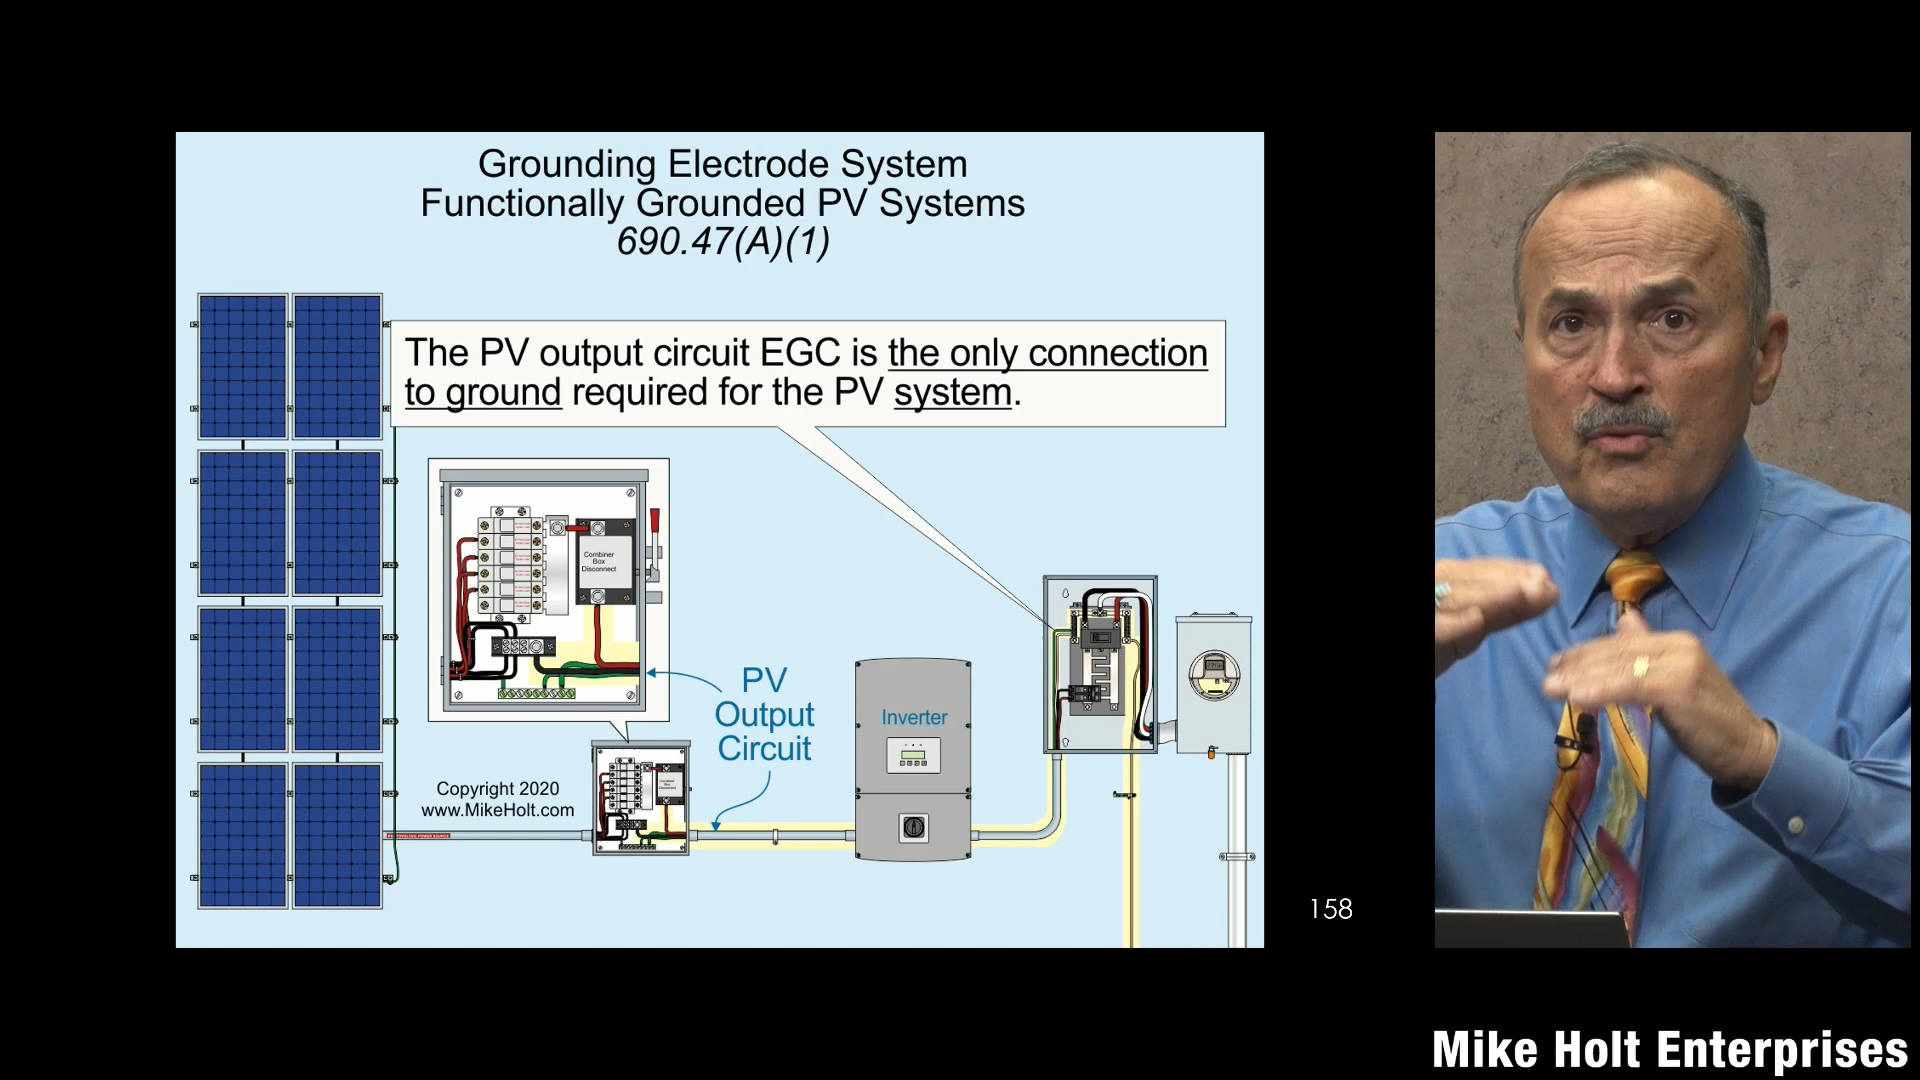 Grounding Electrode System
Functionally Grounded PV Systems
690.47(A)(1)
The PV output circuit EGC is the only connection
to ground required for the PV system.
Combiner
Box
Disconnect
PV
Output
Circuit
Inverter
Copyright 2020
www.MikeHolt.com
158
Mike Holt Enterprises